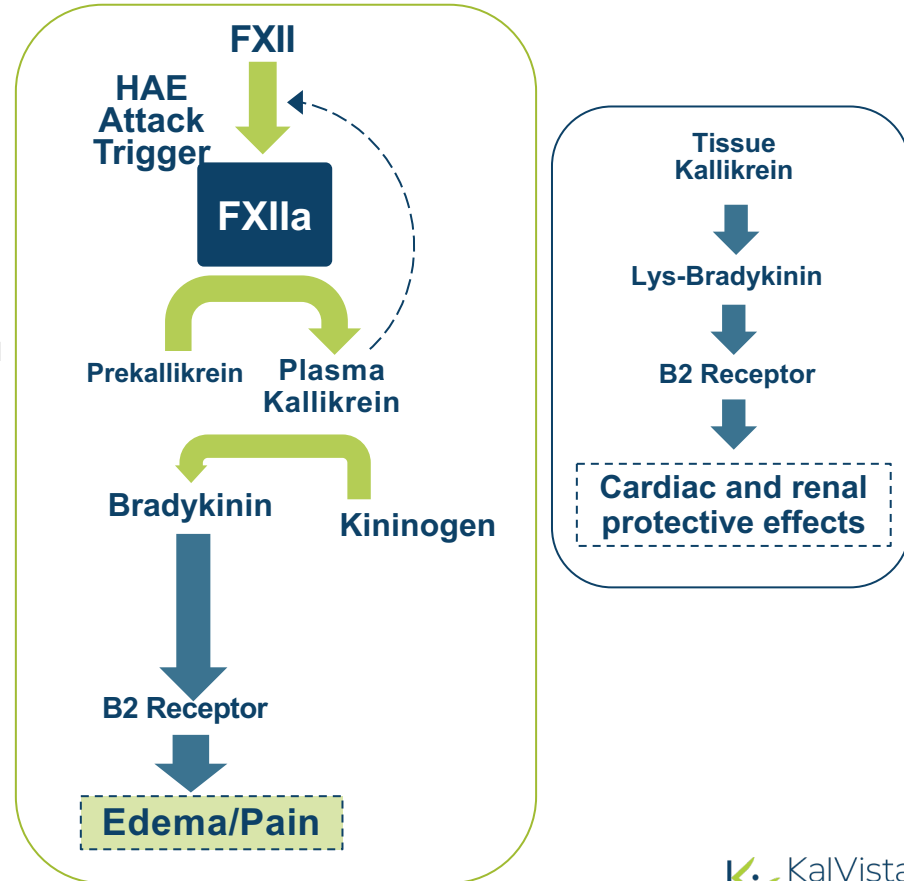 FXII
HAE
Attack
Trigger
FXIIa
Prekallikrein
Plasma
Kallikrein
Bradykinin
Kininogen
B2 Receptor
Edema/Pain
Tissue
Kallikrein
Lys-Bradykinin
B2 Receptor
Cardiac and renal
protective effects
KalVista